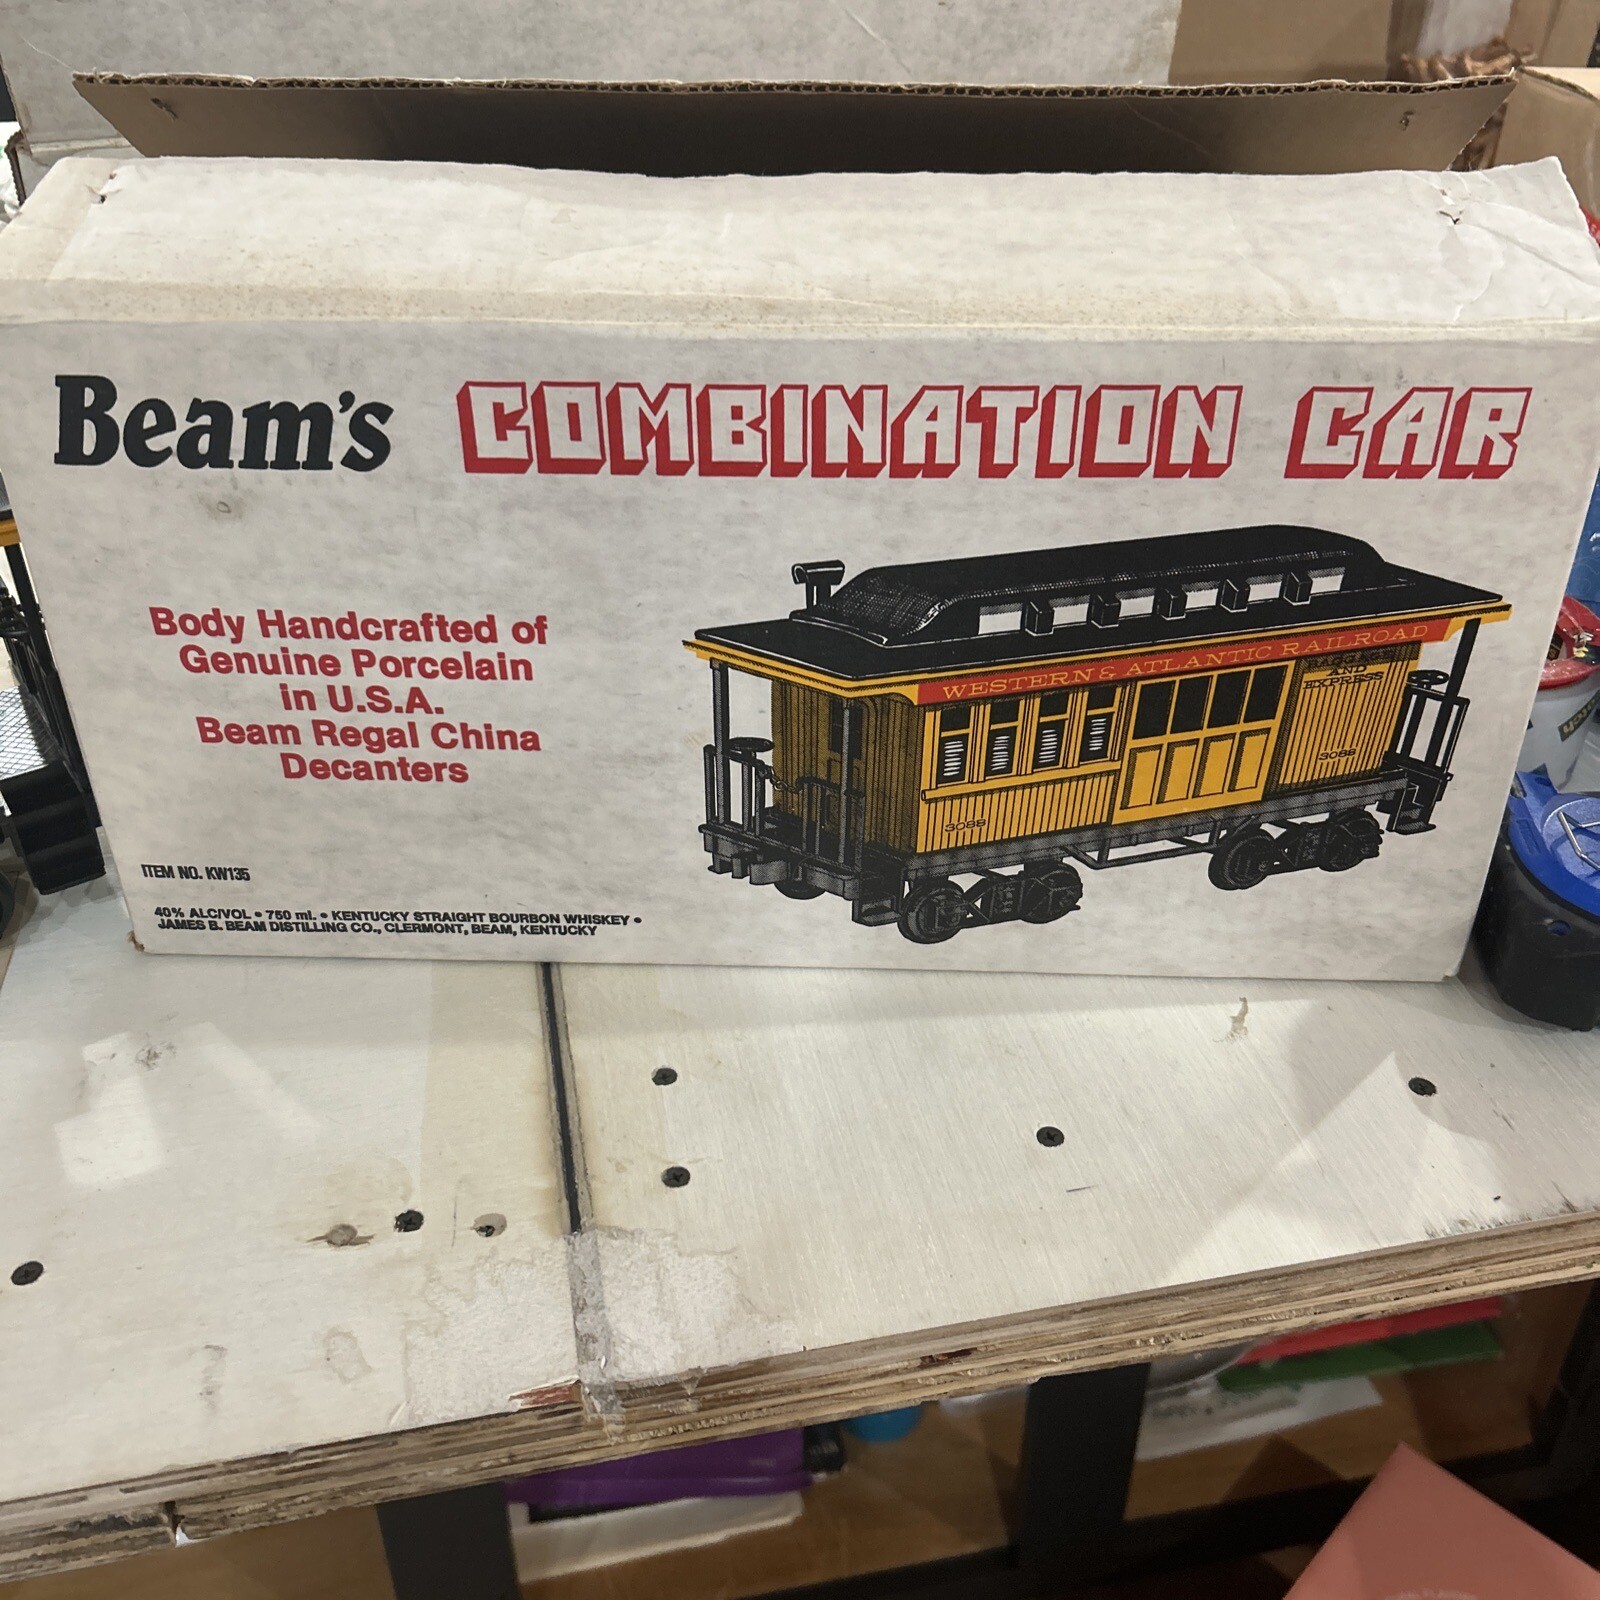 Beam's COMBINATION CAR
Body Handcrafted of
Genuine Porcelain
in U.S.A.
Beam Regal China
Decanters
ITEM NO. KW135
40% ALC/VOL • 750 ml. • KENTUCKY STRAIGHT BOURBON WHISKEY •
JAMES B. BEAM DISTILLING CO., CLERMONT, BEAM, KENTUCKY
WESTERN & ATLANTIC RAILROAD
BAGGAGE
AND
EXPRESS
3088
3088